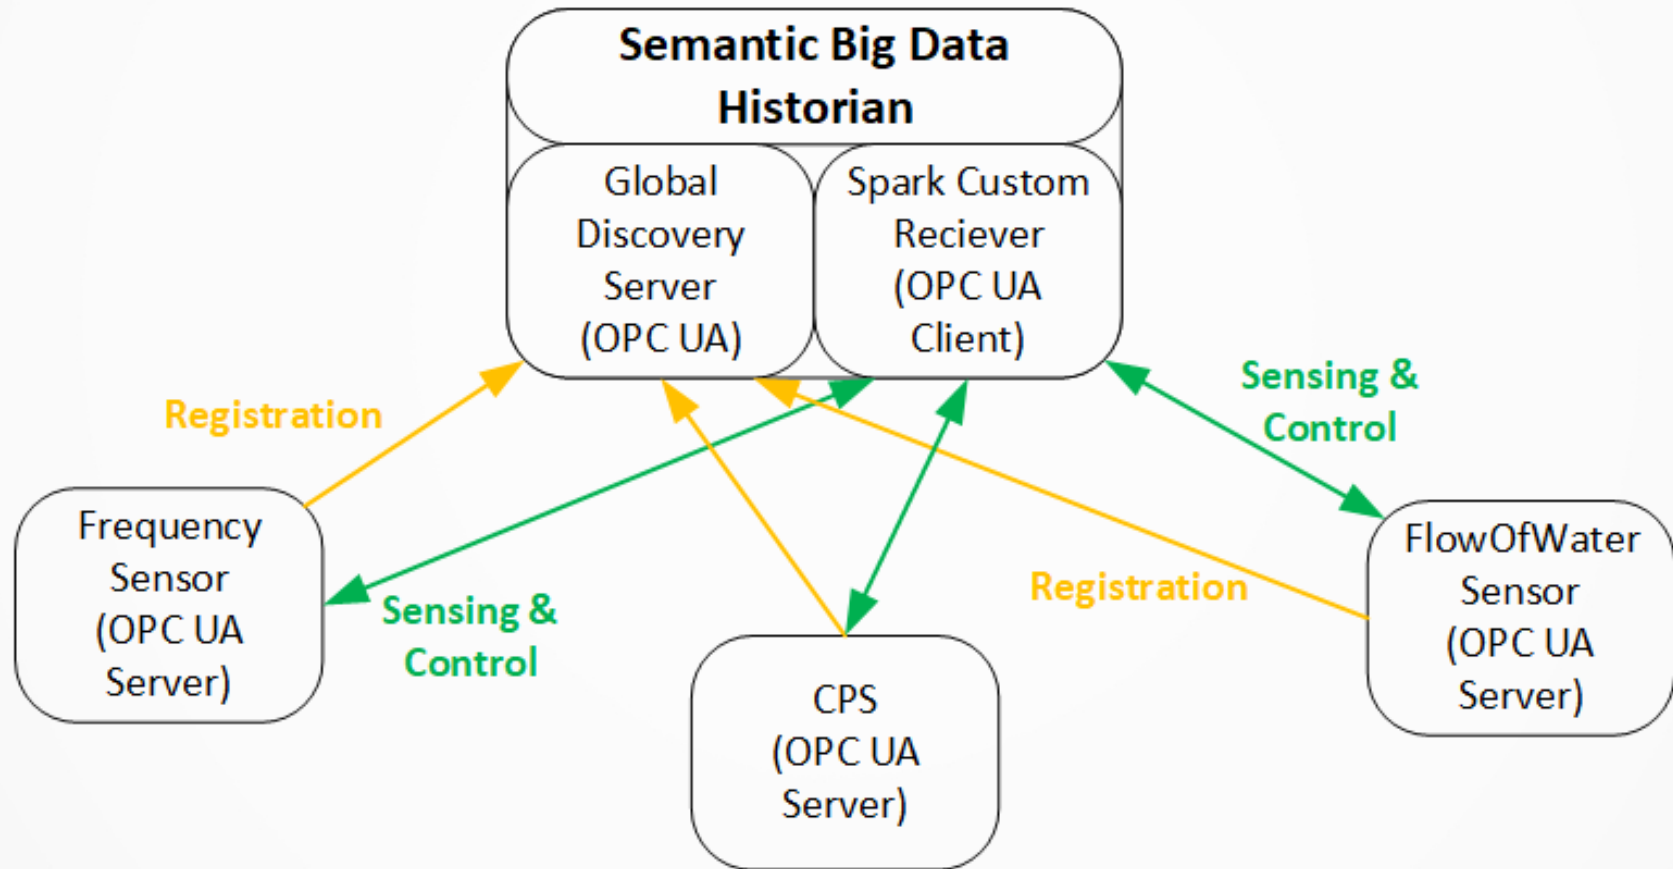 Semantic Big Data
Historian
Global
Discovery
Server
(OPC UA)
Spark Custom
Reciever
(OPC UA
Client)
Registration
Sensing &
Control
Frequency
Sensor
(OPC UA
Server)
Sensing &
Control
Registration
FlowOfWater
Sensor
(OPC UA
Server)
CPS
(OPC UA
Server)